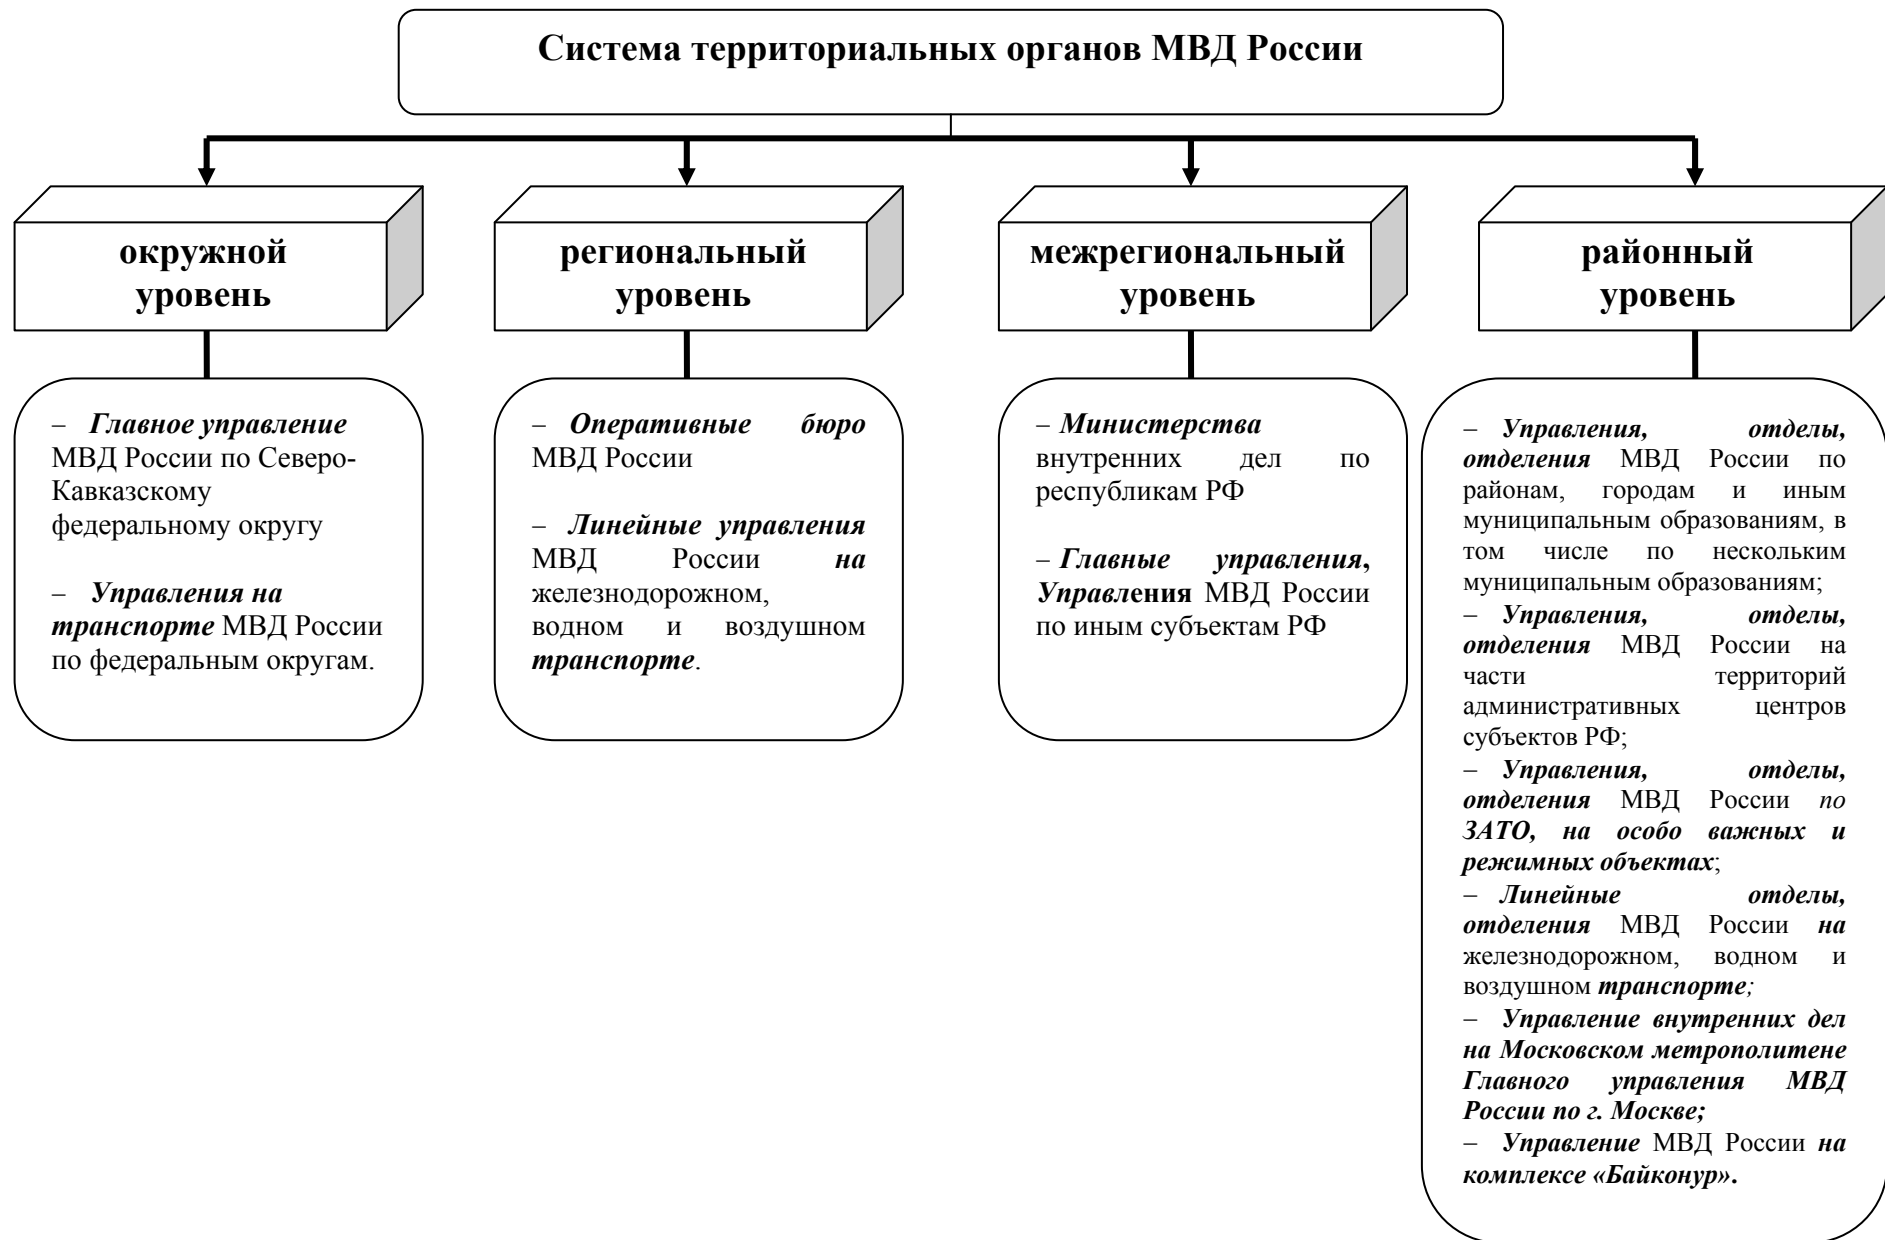 Система территориальных органов МВД России
окружной
уровень
региональный
уровень
межрегиональный
уровень
районный
уровень
– Главное управление
МВД России по Северо-
Кавказскому
федеральному округу
– Управления на
транспорте МВД России
по федеральным округам.
– Оперативные бюро
МВД России
– Линейные управления
МВД России на
железнодорожном,
водном и воздушном
транспорте.
– Министерства
внутренних дел по
республикам РФ
– Главные управления,
Управления МВД России
по иным субъектам РФ
– Управления, отделы,
отделения МВД России по
районам, городам и иным
муниципальным образованиям, в
том числе по нескольким
муниципальным образованиям;
– Управления, отделы,
отделения МВД России на
части территорий
административных центров
субъектов РФ;
– Управления, отделы,
отделения МВД России по
ЗАТО, на особо важных и
режимных объектах;
– Линейные отделы,
отделения МВД России на
железнодорожном, водном и
воздушном транспорте;
– Управление внутренних дел
на Московском метрополитене
Главного управления МВД
России по г. Москве;
– Управление МВД России на
комплексе «Байконур».